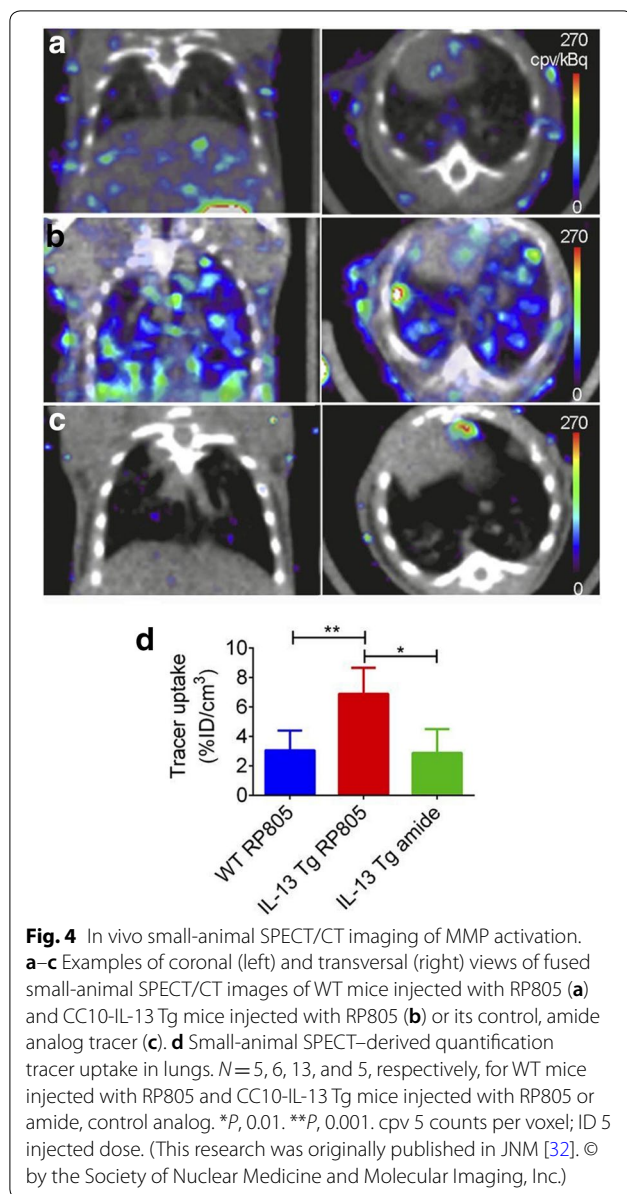 a
270
cpv/kBq
0
b
270
0
c
270
0
d
Tracer uptake
(%ID/cm³)
10
8
6
4
2
0
**
*
WT RP805
IL-13 Tg RP805
IL-13 Tg amide
Fig. 4 In vivo small-animal SPECT/CT imaging of MMP activation.
a–c Examples of coronal (left) and transversal (right) views of fused
small-animal SPECT/CT images of WT mice injected with RP805 (a)
and CC10-IL-13 Tg mice injected with RP805 (b) or its control, amide
analog tracer (c). d Small-animal SPECT–derived quantification
tracer uptake in lungs. N = 5, 6, 13, and 5, respectively, for WT mice
injected with RP805 and CC10-IL-13 Tg mice injected with RP805 or
amide, control analog. *P, 0.01. **P, 0.001. cpv 5 counts per voxel; ID 5
injected dose. (This research was originally published in JNM [32]. ©
by the Society of Nuclear Medicine and Molecular Imaging, Inc.)